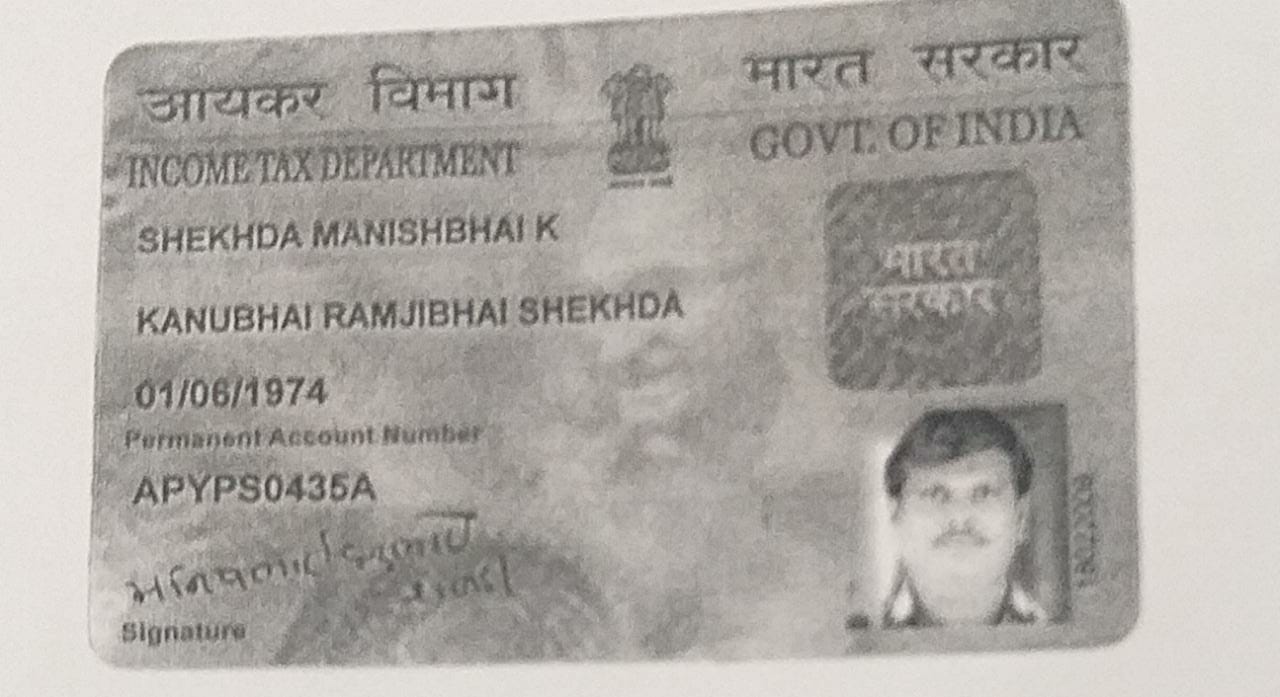 आयकर विभाग
भारत सरकार
INCOME TAX DEPARTMENT
GOVT. OF INDIA
SHEKHDA MANISHBHAI K
KANUBHAI RAMJIBHAI SHEKHDA
भारत
सरकार
01/06/1974
Permanent Account Number
APYPS0435A
Signature